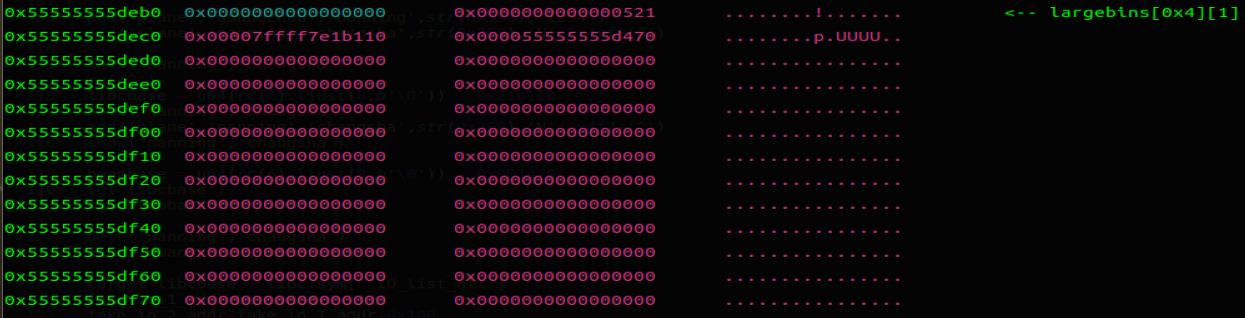 0x55555555deb0 0x0000000000000000 0x0000000000000521 ........!....... <-- largebins[0x4][1]
0x55555555dec0 0x00007ffff7e1b110 0x000055555555d470 ........p.UUUU..
0x55555555ded0 0x0000000000000000 0x0000000000000000 ................
0x55555555dee0 0x0000000000000000 0x0000000000000000 ................
0x55555555def0 0x0000000000000000 0x0000000000000000 ................
0x55555555df00 0x0000000000000000 0x0000000000000000 ................
0x55555555df10 0x0000000000000000 0x0000000000000000 ................
0x55555555df20 0x0000000000000000 0x0000000000000000 ................
0x55555555df30 0x0000000000000000 0x0000000000000000 ................
0x55555555df40 0x0000000000000000 0x0000000000000000 ................
0x55555555df50 0x0000000000000000 0x0000000000000000 ................
0x55555555df60 0x0000000000000000 0x0000000000000000 ................
0x55555555df70 0x0000000000000000 0x0000000000000000 ................